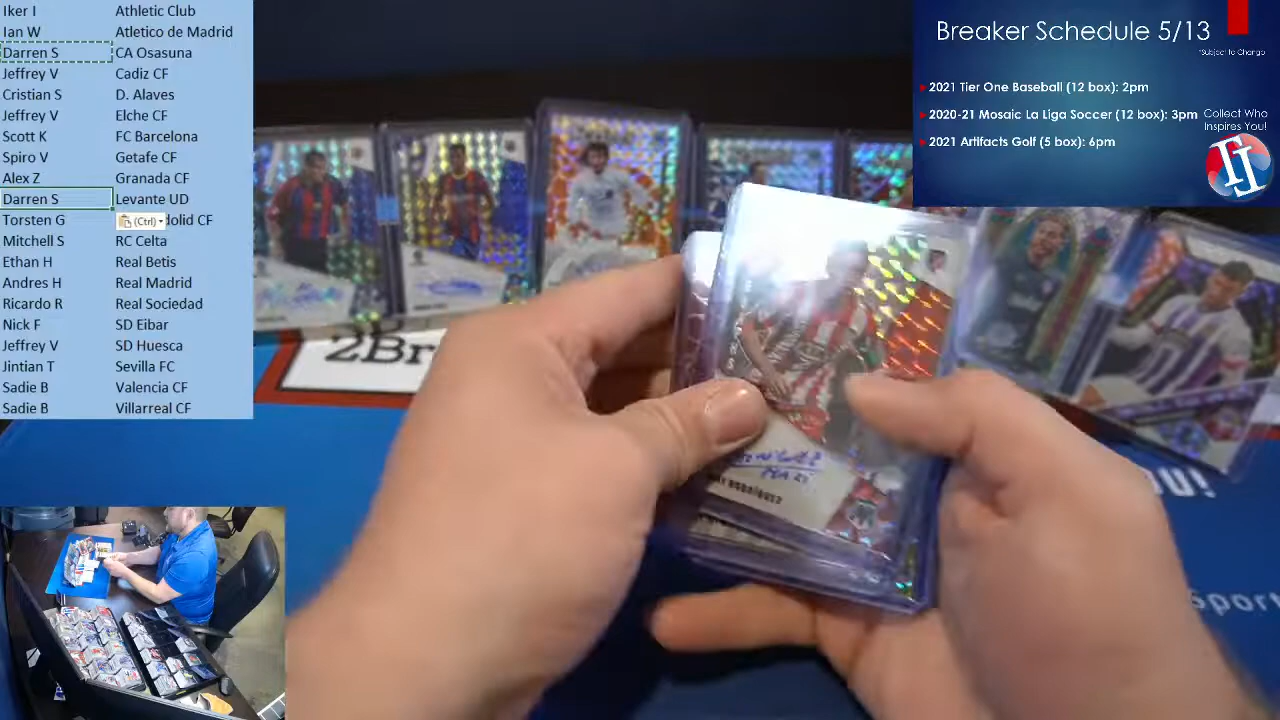 Iker I Athletic Club
Ian W Atletico de Madrid
Darren S CA Osasuna
Jeffrey V Cadiz CF
Cristian S D. Alaves
Jeffrey V Elche CF
Scott K FC Barcelona
Spiro V Getafe CF
Alex Z Granada CF
Darren S Levante UD
Torsten G (Ctrl) dolid CF
Mitchell S RC Celta
Ethan H Real Betis
Andres H Real Madrid
Ricardo R Real Sociedad
Nick F SD Eibar
Jeffrey V SD Huesca
Jintian T Sevilla FC
Sadie B Valencia CF
Sadie B Villarreal CF
Breaker Schedule 5/13
*Subject to Change
2021 Tier One Baseball (12 box): 2pm
2020-21 Mosaic La Liga Soccer (12 box): 3pm
2021 Artifacts Golf (5 box): 6pm
Collect Who
Inspires You!
2Br